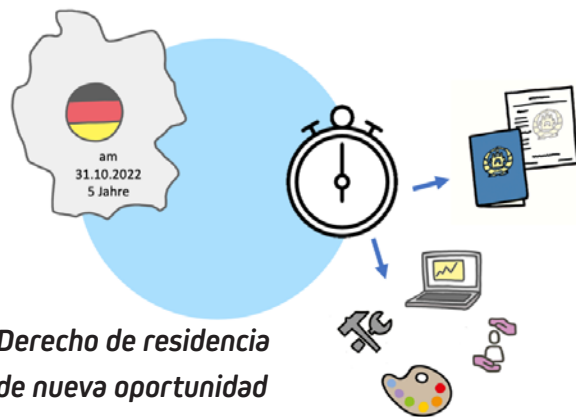 am
31.10.2022
5 Jahre
Derecho de residencia
de nueva oportunidad